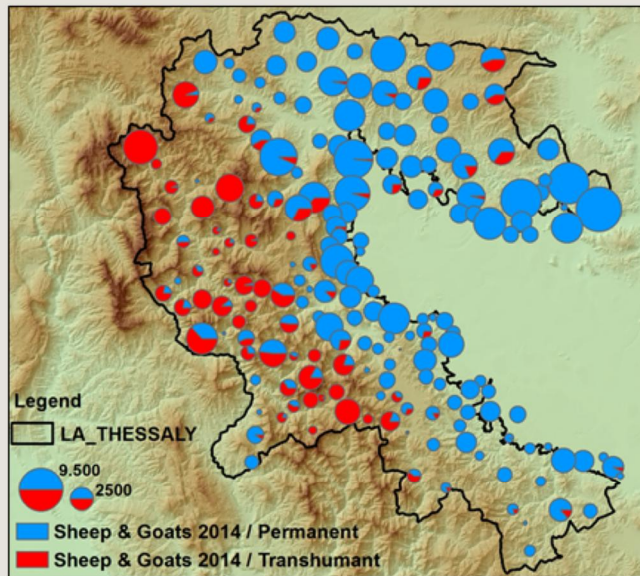 Legend
LA_THESSALY
9.500
2500
Sheep & Goats 2014 / Permanent
Sheep & Goats 2014 / Transhumant